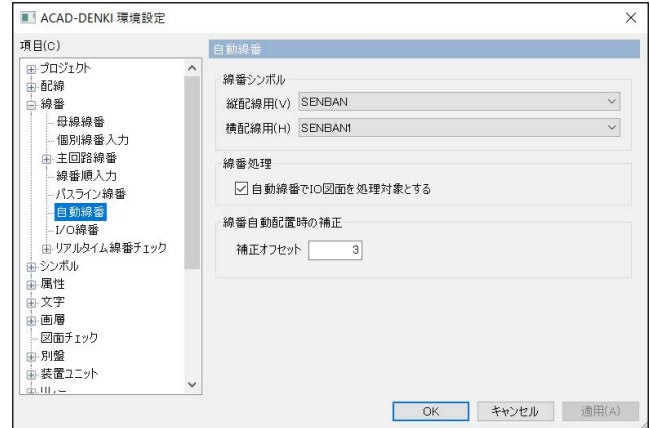 ACAD-DENKI 環境設定
項目(C)
プロジェクト
配線
線番
母線線番
個別線番入力
主回路線番
線番順入力
パスライン線番
自動線番
I/O線番
リアルタイム線番チェック
シンボル
属性
文字
画層
図面チェック
別盤
装置ユニット
リレー
自動線番
線番シンボル
縦配線用(V) SENBAN
横配線用(H) SENBAN1
線番処理
自動線番でIO図面を処理対象とする
線番自動配置時の補正
補正オフセット 3
OK キャンセル 適用(A)